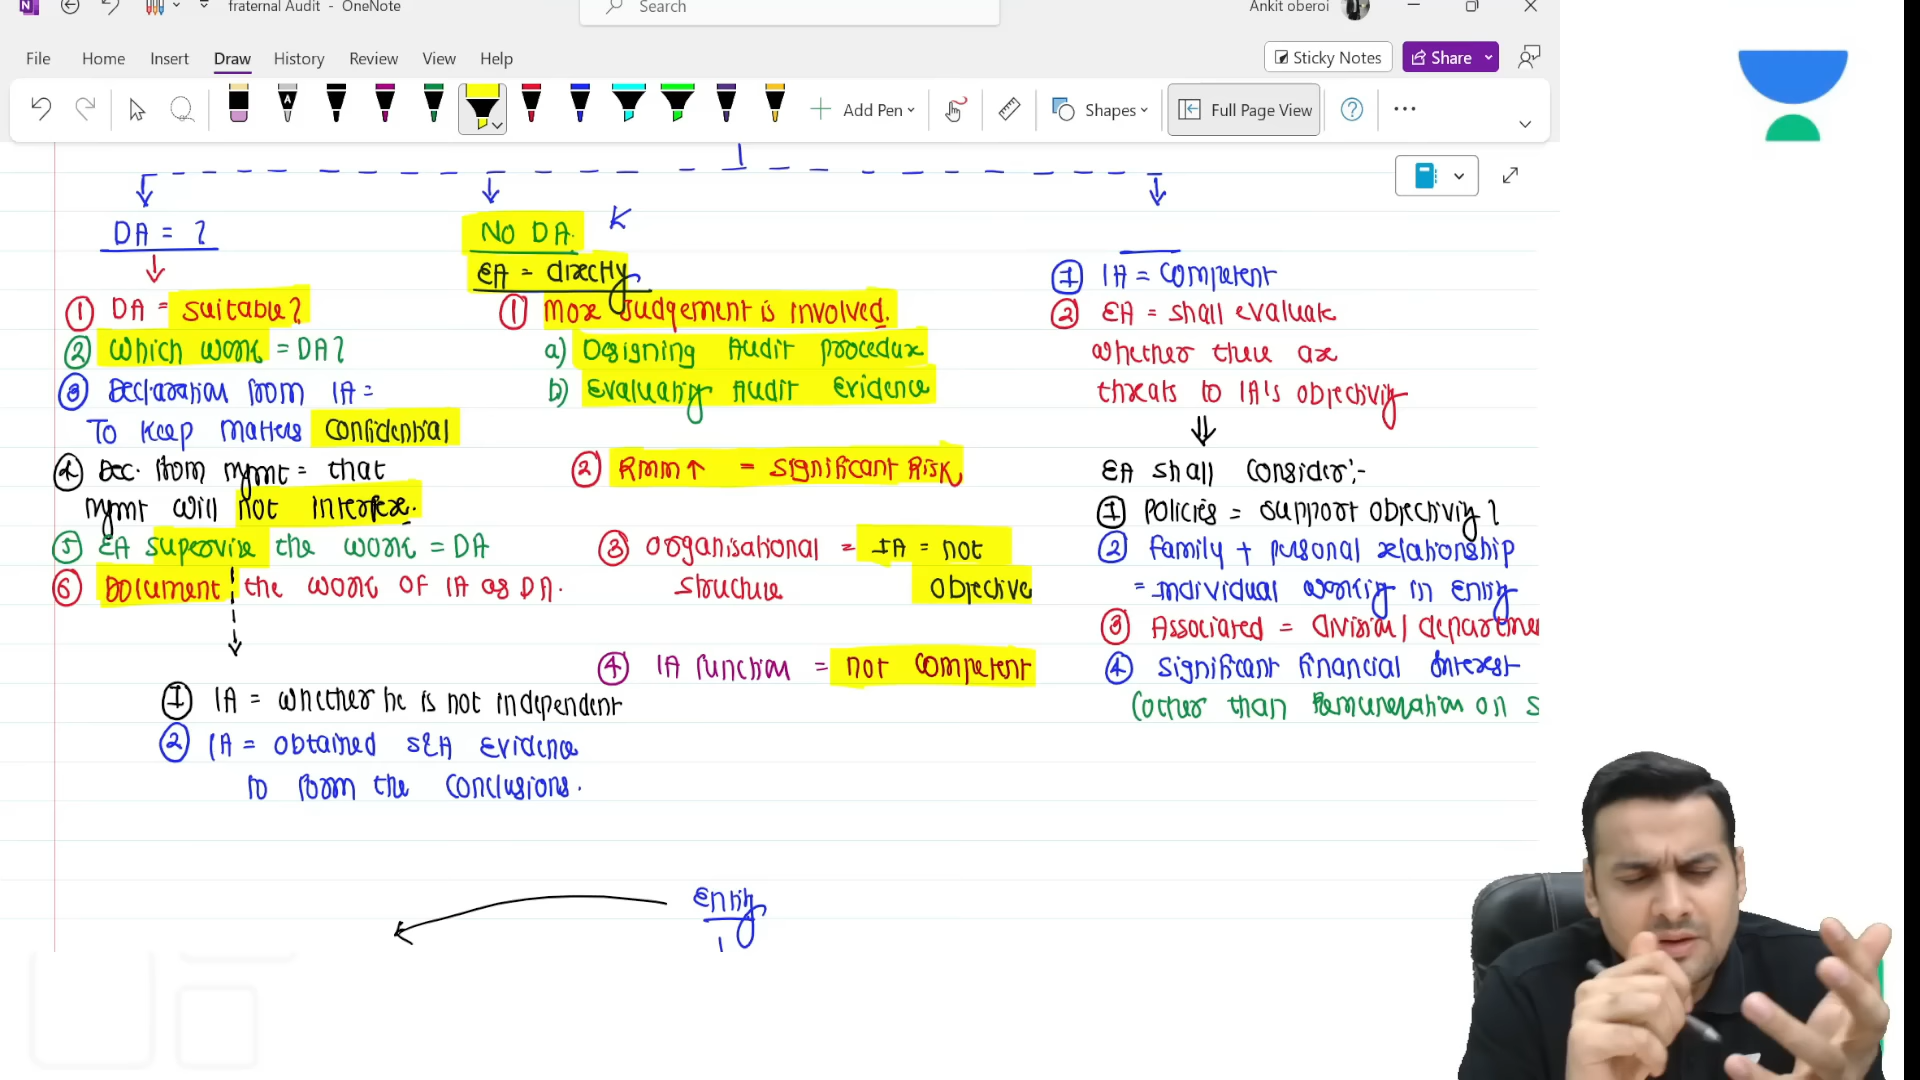 fraternal Audit - OneNote
Search
Ankit oberoi
File Home Insert Draw History Review View Help
Sticky Notes
Share
Add Pen
Shapes
Full Page View
DA = ?
① DA = suitable?
② Which work = DA?
③ Declaration from IA =
To keep matters confidential
④ Dec. from mgmt = that
mgmt will not interfere.
⑤ EA supervise the work = DA
⑥ Document the work of IA as DA.
① IA = whether he is not independent
② IA = obtained S&A evidence
to form the conclusions.
NO DA.
K
EA = directly
① More Judgement is involved.
a) Designing Audit procedure
b) Evaluating Audit Evidence
② RMM↑ = significant Risk
③ organisational = IA = not
structure objective
④ IA function = not competent
① IA = competent
② EA = shall evaluate
whether there are
threats to IA's objectivity
EA shall consider:-
① policies = support objectivity?
② family + personal relationship
= individual working in entity
③ Associated = division / departme
④ significant financial interest
(other than Remuneration on s
Entity